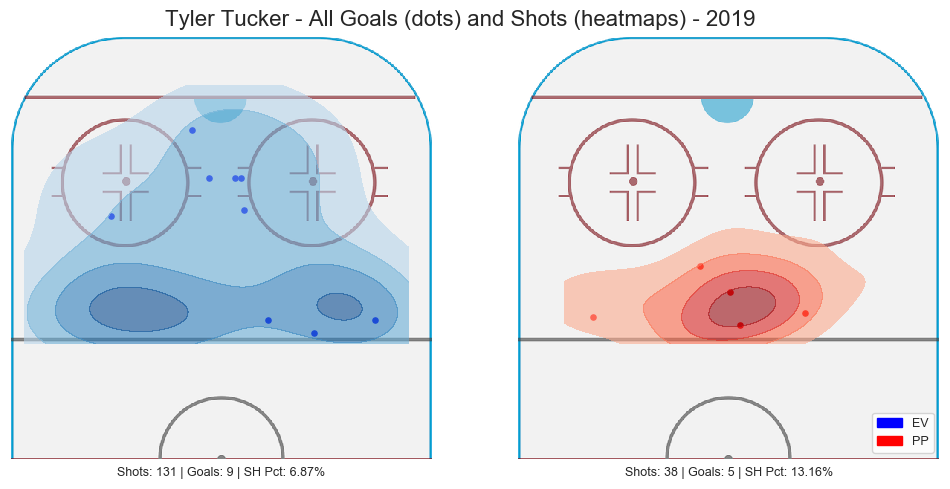 Tyler Tucker - All Goals (dots) and Shots (heatmaps) - 2019
EV
PP
Shots: 131 | Goals: 9 | SH Pct: 6.87%
Shots: 38 | Goals: 5 | SH Pct: 13.16%